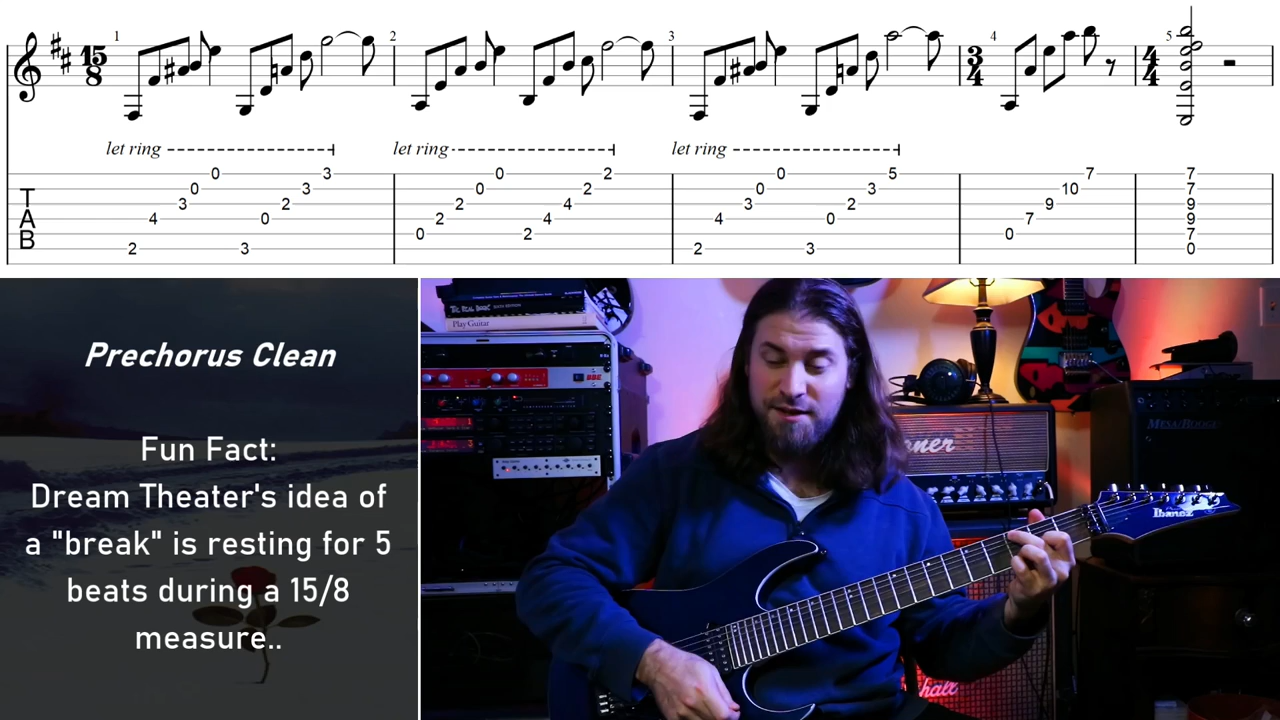 15
8
1
2
3
3
4
4
5
4
4
let ring
let ring
let ring
T
A
B
2 4 3 0 0 3 0 2 3 3
0 2 2 0 0 2 4 4 2 2
2 4 3 0 0 3 0 2 3 5
0 7 9 10 7
7
7
9
9
7
0
Prechorus Clean
Fun Fact:
Dream Theater's idea of
a "break" is resting for 5
beats during a 15/8
measure..
Play Guitar
BBE
MESA/BOOGIE
Ibanez